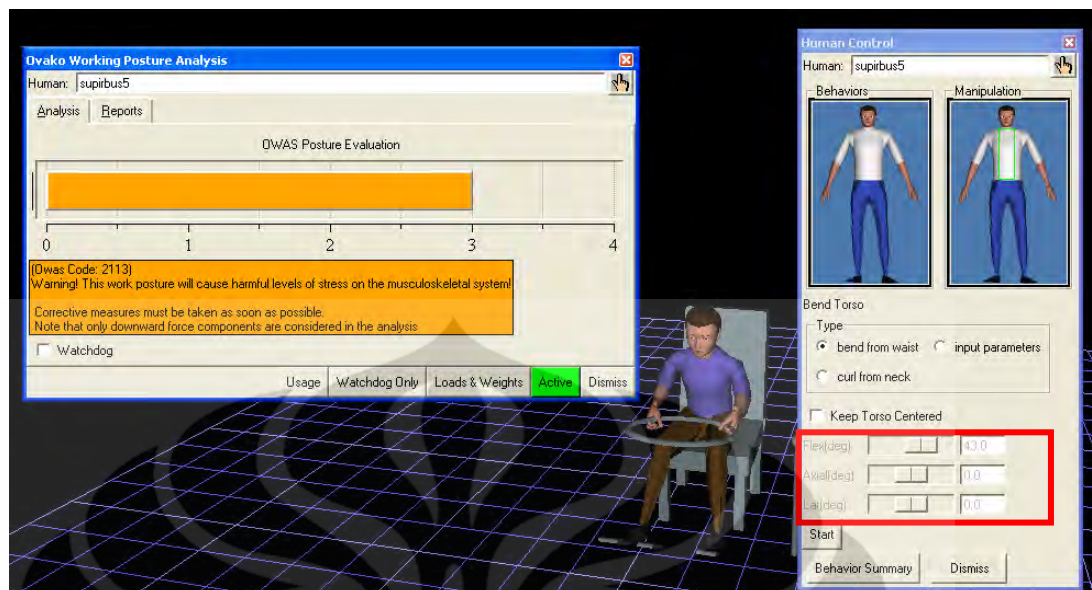 Ovako Working Posture Analysis
Human: supirbus5
Analysis Reports
OWAS Posture Evaluation
0 1 2 3 4
(Owas Code: 2113)
Warning! This work posture will cause harmful levels of stress on the musculoskeletal system!
Corrective measures must be taken as soon as possible.
Note that only downward force components are considered in the analysis
Watchdog
Usage Watchdog Only Loads & Weights Active Dismiss
Human Control
Human: supirbus5
Behaviors Manipulation
Bend Torso
Type
bend from waist input parameters
curl from neck
Keep Torso Centered
Flex(deg) 43.0
Axial(deg) 0.0
Lat(deg) 0.0
Start
Behavior Summary Dismiss